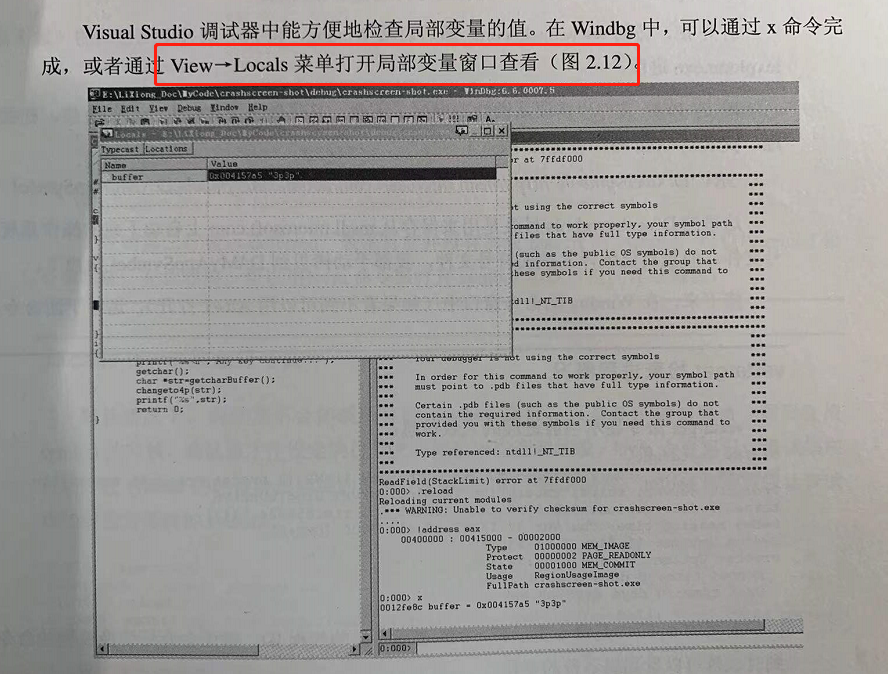 Visual Studio 调试器中能方便地检查局部变量的值。在 Windbg 中，可以通过 x 命令完
成，或者通过 View→Locals 菜单打开局部变量窗口查看（图 2.12）。
E:\LiXiong_Doc\MyCode\crashscreen-shot\debug\crashscreen-shot.exe - WinDbg:6.6.0007.5
File Edit View Debug Window Help
Locals - E:\LiXiong_Doc\MyCode\crashscreen-shot\debug\
Typecast Locations
Name Value
buffer 0x004157a5 "3p3p"
or at 7ffdf000
ot using the correct symbols
ommand to work properly, your symbol path
files that have full type information.
(such as the public OS symbols) do not
d information. Contact the group that
hese symbols if you need this command to
ntdll!_NT_TIB
getchar();
char *str=getcharBuffer();
changeto4p(str);
printf("%s",str);
return 0;
}
*** Your debugger is not using the correct symbols ***
*** In order for this command to work properly, your symbol path ***
*** must point to .pdb files that have full type information. ***
*** Certain .pdb files (such as the public OS symbols) do not ***
*** contain the required information. Contact the group that ***
*** provided you with these symbols if you need this command to ***
*** work. ***
*** Type referenced: ntdll!_NT_TIB ***
ReadField(StackLimit) error at 7ffdf000
0:000> .reload
Reloading current modules
.*** WARNING: Unable to verify checksum for crashscreen-shot.exe
....
0:000> !address eax
00400000 : 00415000 - 00002000
Type 01000000 MEM_IMAGE
Protect 00000002 PAGE_READONLY
State 00001000 MEM_COMMIT
Usage RegionUsageImage
FullPath crashscreen-shot.exe
0:000> x
0012fe8c buffer = 0x004157a5 "3p3p"
0:000>